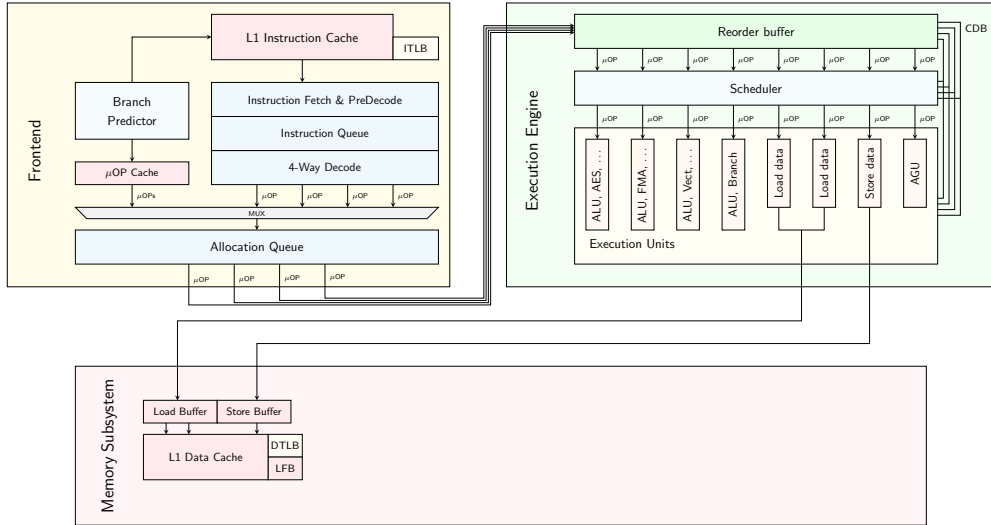 Frontend
L1 Instruction Cache
ITLB
Branch
Predictor
Instruction Fetch & PreDecode
Instruction Queue
4-Way Decode
μOP Cache
μOPs
μOP
μOP
μOP
μOP
MUX
Allocation Queue
μOP
μOP
μOP
μOP
Execution Engine
Reorder buffer
CDB
μOP
μOP
μOP
μOP
μOP
μOP
μOP
μOP
Scheduler
μOP
μOP
μOP
μOP
μOP
μOP
μOP
μOP
ALU, AES, . . .
ALU, FMA, . . .
ALU, Vect, . . .
ALU, Branch
Load data
Load data
Store data
AGU
Execution Units
Memory Subsystem
Load Buffer
Store Buffer
L1 Data Cache
DTLB
LFB